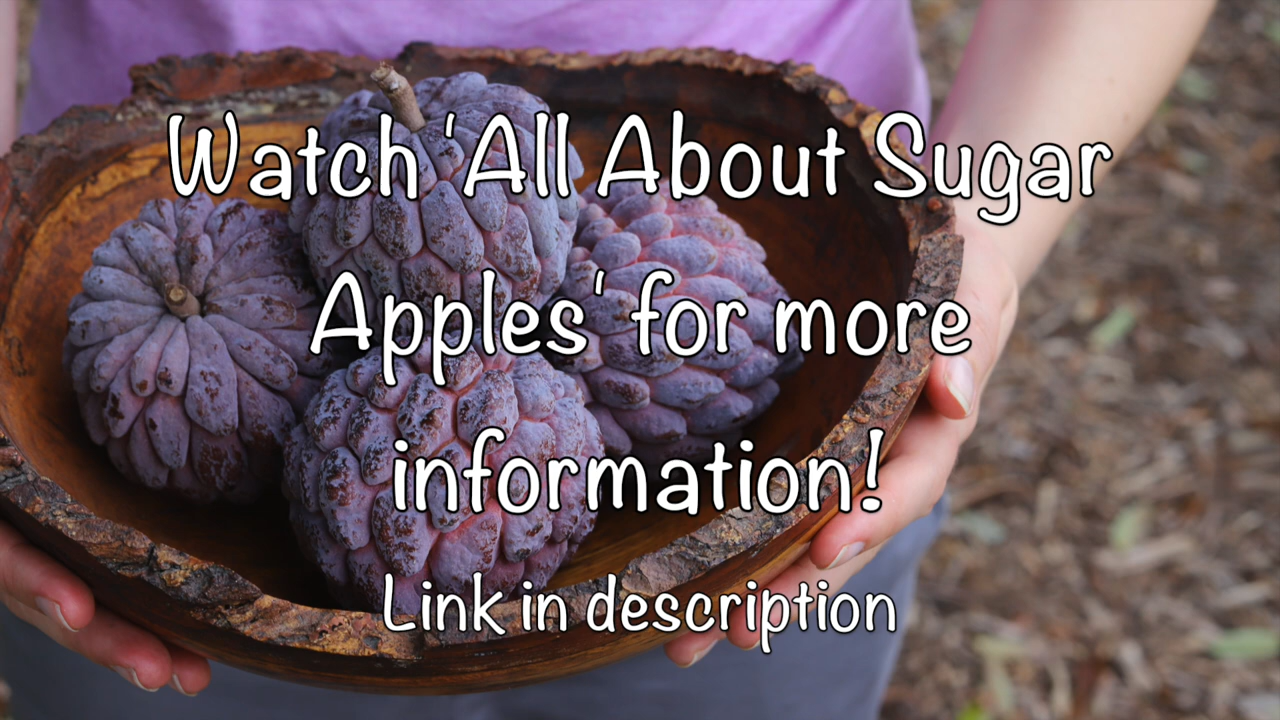 Watch 'All About Sugar
Apples' for more
information!
Link in description